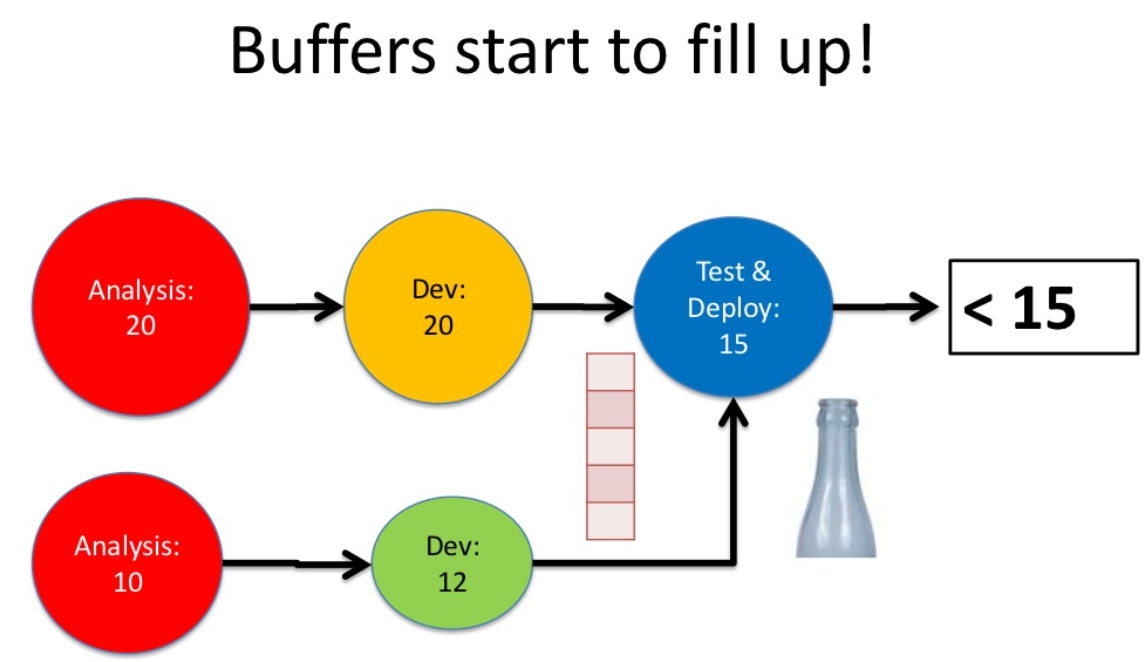 Buffers start to fill up!
Analysis:
20
Dev:
20
Test &
Deploy:
15
< 15
Analysis:
10
Dev:
12